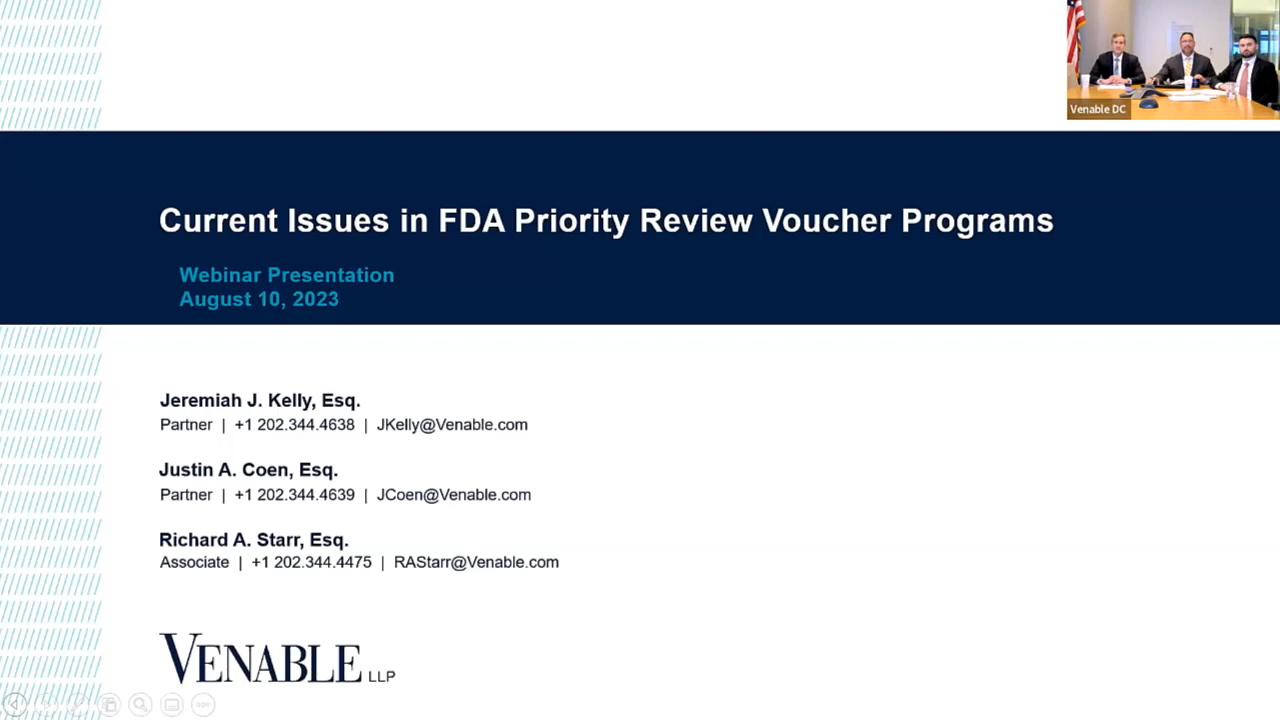 Venable DC
Current Issues in FDA Priority Review Voucher Programs
Webinar Presentation
August 10, 2023
Jeremiah J. Kelly, Esq.
Partner | +1 202.344.4638 | JKelly@Venable.com
Justin A. Coen, Esq.
Partner | +1 202.344.4639 | JCoen@Venable.com
Richard A. Starr, Esq.
Associate | +1 202.344.4475 | RAStarr@Venable.com
VENABLE LLP